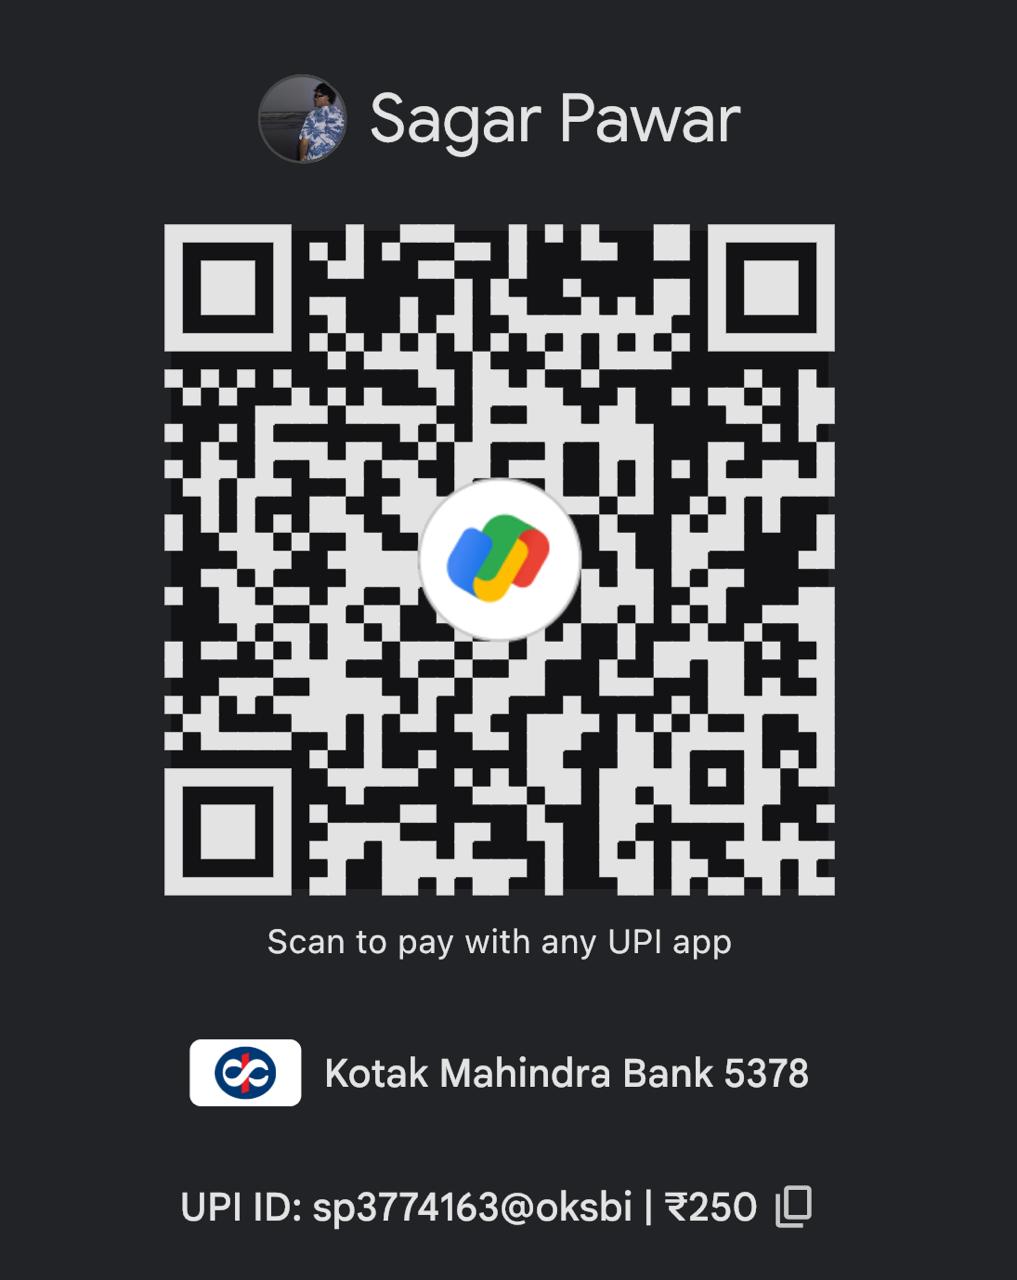 Sagar Pawar
Scan to pay with any UPI app
Kotak Mahindra Bank 5378
UPI ID: sp3774163@oksbi | ₹250